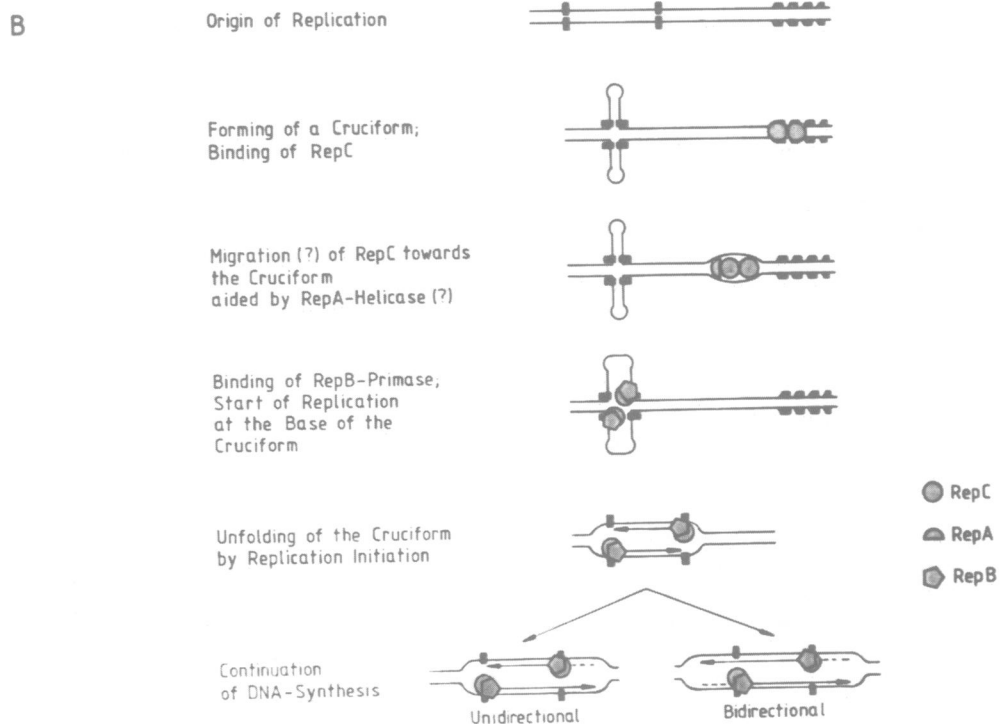 B
Origin of Replication
Forming of a Cruciform;
Binding of RepC
Migration (?) of RepC towards
the Cruciform
aided by RepA-Helicase (?)
Binding of RepB-Primase;
Start of Replication
at the Base of the
Cruciform
RepC
RepA
RepB
Unfolding of the Cruciform
by Replication Initiation
Continuation
of DNA-Synthesis
Unidirectional
Bidirectional